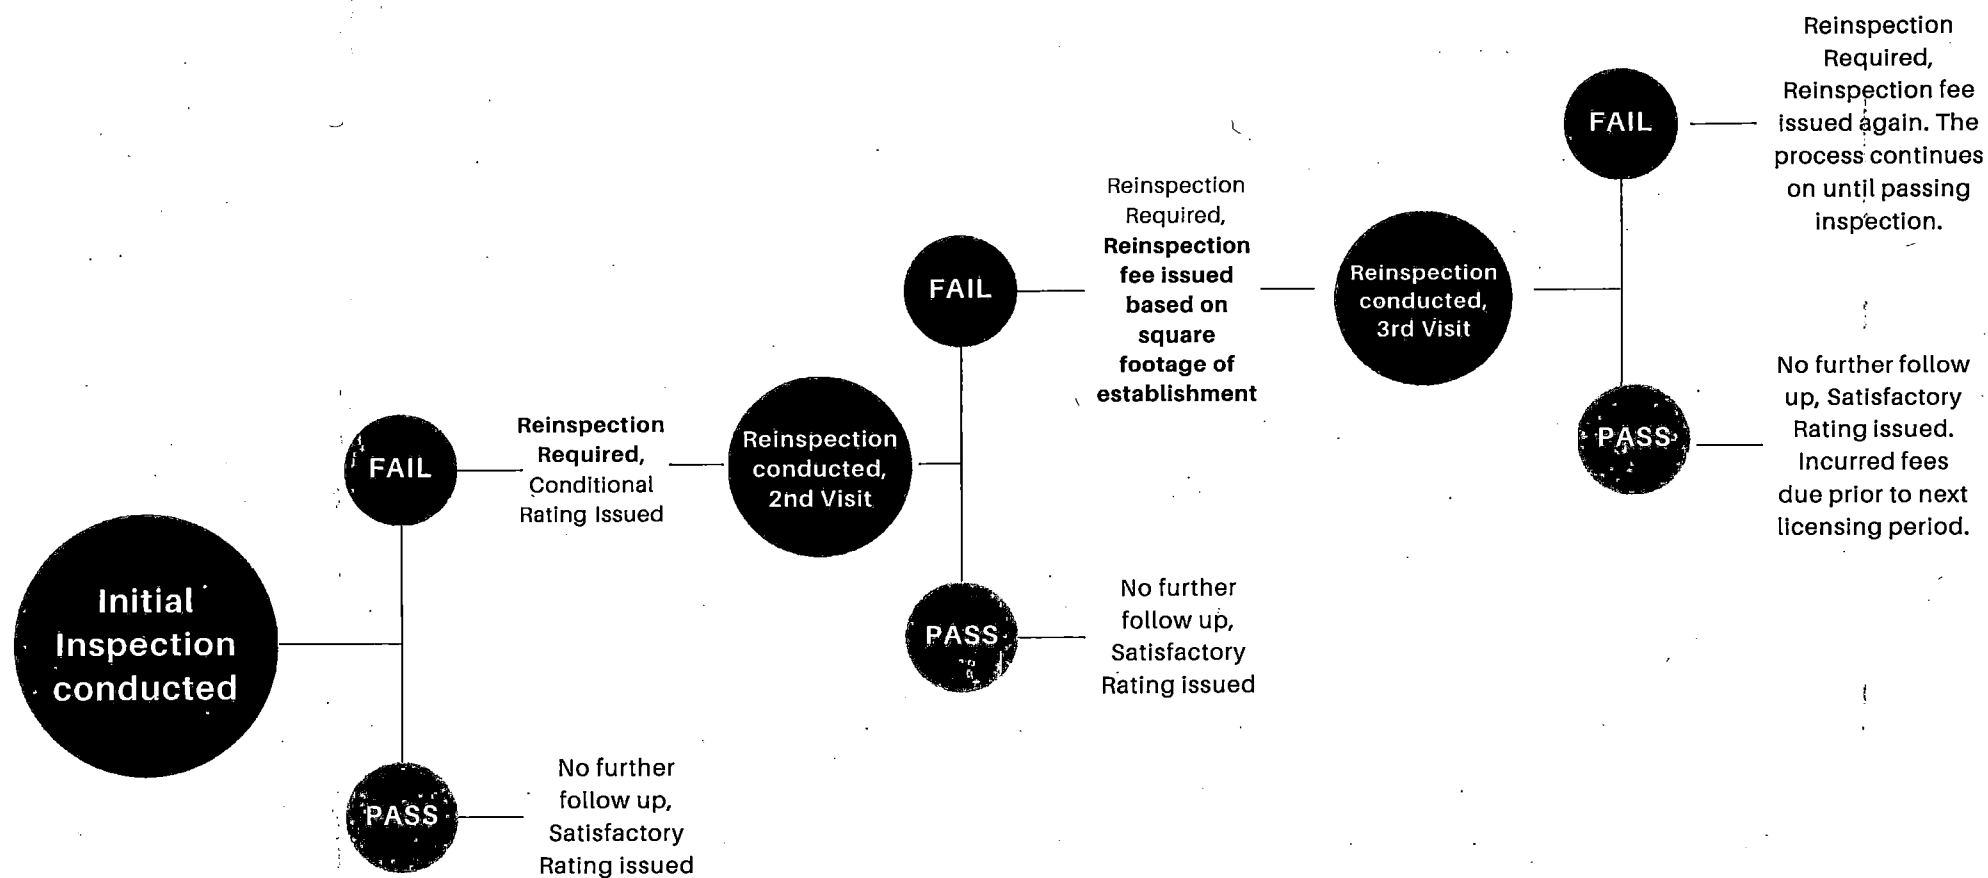 Initial
Inspection
conducted
FAIL
Reinspection
Required,
Conditional
Rating Issued
PASS
No further
follow up,
Satisfactory
Rating issued
Reinspection
conducted,
2nd Visit
FAIL
Reinspection
Required,
Reinspection
fee issued
based on
square
footage of
establishment
PASS
No further
follow up,
Satisfactory
Rating issued
Reinspection
conducted,
3rd Visit
FAIL
Reinspection
Required,
Reinspection fee
issued again. The
process continues
on until passing
inspection.
PASS
No further follow
up, Satisfactory
Rating issued.
Incurred fees
due prior to next
licensing period.